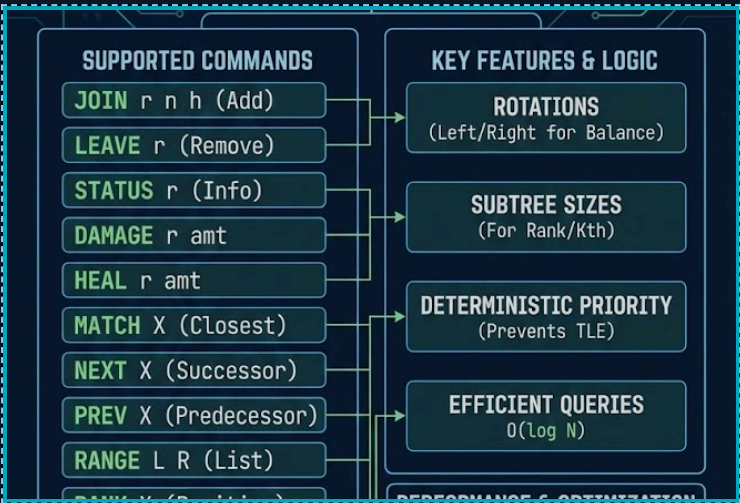 SUPPORTED COMMANDS
JOIN r n h (Add)
LEAVE r (Remove)
STATUS r (Info)
DAMAGE r amt
HEAL r amt
MATCH X (Closest)
NEXT X (Successor)
PREV X (Predecessor)
RANGE L R (List)
KEY FEATURES & LOGIC
ROTATIONS
(Left/Right for Balance)
SUBTREE SIZES
(For Rank/Kth)
DETERMINISTIC PRIORITY
(Prevents TLE)
EFFICIENT QUERIES
O(log N)
PERFORMANCE & OPTIMIZATION